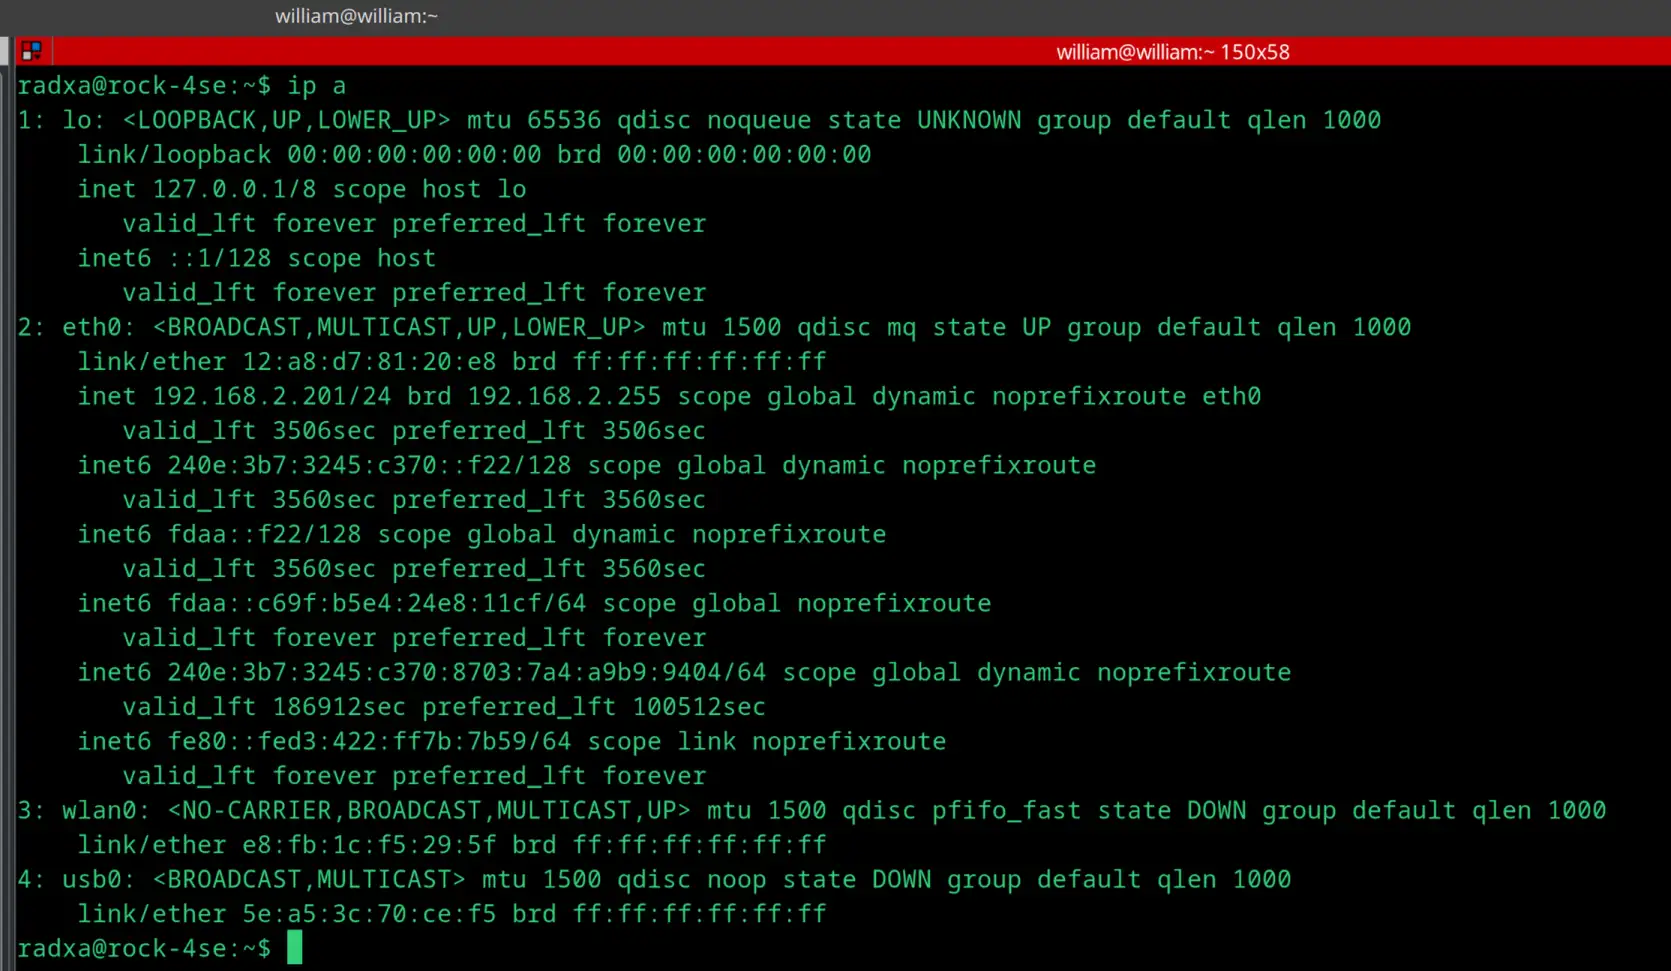 william@william:~
william@william:~ 150x58
radxa@rock-4se:~$ ip a
1: lo: <LOOPBACK,UP,LOWER_UP> mtu 65536 qdisc noqueue state UNKNOWN group default qlen 1000
    link/loopback 00:00:00:00:00:00 brd 00:00:00:00:00:00
    inet 127.0.0.1/8 scope host lo
       valid_lft forever preferred_lft forever
    inet6 ::1/128 scope host
       valid_lft forever preferred_lft forever
2: eth0: <BROADCAST,MULTICAST,UP,LOWER_UP> mtu 1500 qdisc mq state UP group default qlen 1000
    link/ether 12:a8:d7:81:20:e8 brd ff:ff:ff:ff:ff:ff
    inet 192.168.2.201/24 brd 192.168.2.255 scope global dynamic noprefixroute eth0
       valid_lft 3506sec preferred_lft 3506sec
    inet6 240e:3b7:3245:c370::f22/128 scope global dynamic noprefixroute
       valid_lft 3560sec preferred_lft 3560sec
    inet6 fdaa::f22/128 scope global dynamic noprefixroute
       valid_lft 3560sec preferred_lft 3560sec
    inet6 fdaa::c69f:b5e4:24e8:11cf/64 scope global noprefixroute
       valid_lft forever preferred_lft forever
    inet6 240e:3b7:3245:c370:8703:7a4:a9b9:9404/64 scope global dynamic noprefixroute
       valid_lft 186912sec preferred_lft 100512sec
    inet6 fe80::fed3:422:ff7b:7b59/64 scope link noprefixroute
       valid_lft forever preferred_lft forever
3: wlan0: <NO-CARRIER,BROADCAST,MULTICAST,UP> mtu 1500 qdisc pfifo_fast state DOWN group default qlen 1000
    link/ether e8:fb:1c:f5:29:5f brd ff:ff:ff:ff:ff:ff
4: usb0: <BROADCAST,MULTICAST> mtu 1500 qdisc noop state DOWN group default qlen 1000
    link/ether 5e:a5:3c:70:ce:f5 brd ff:ff:ff:ff:ff:ff
radxa@rock-4se:~$